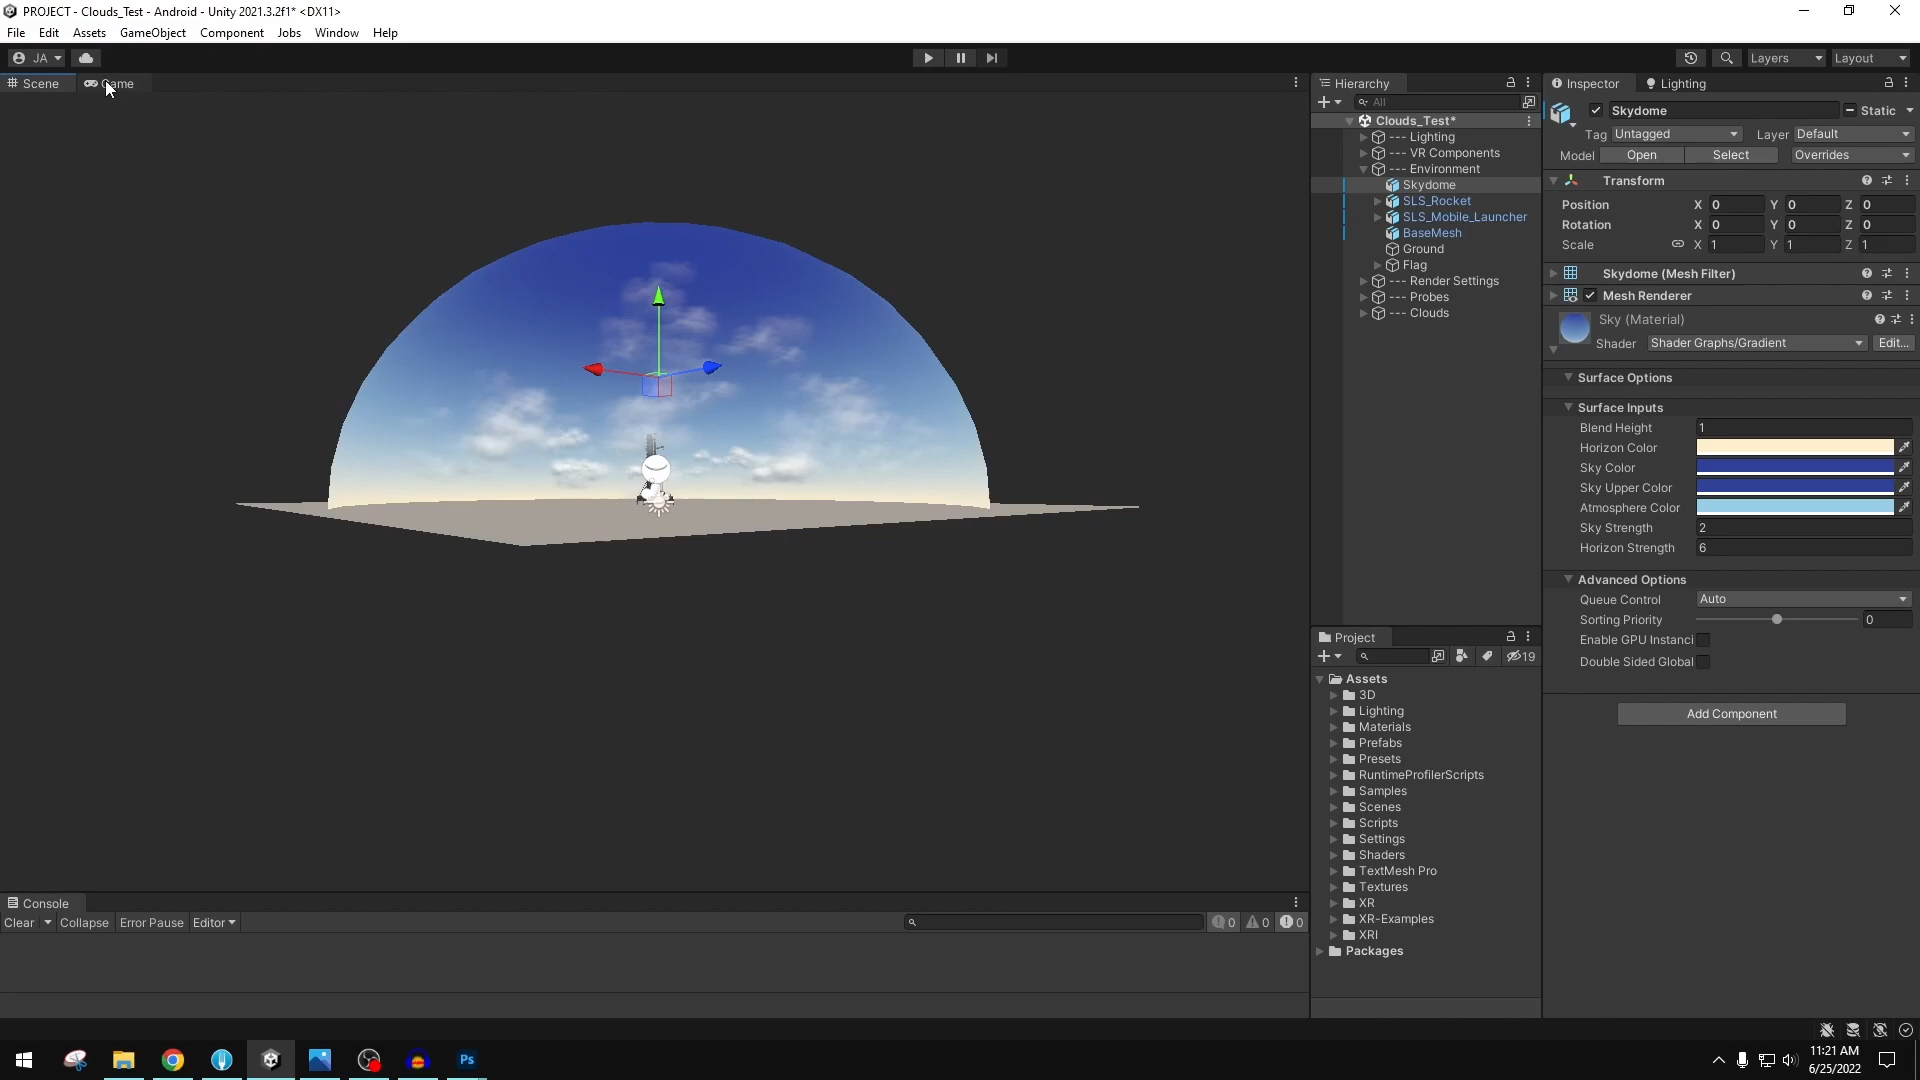 PROJECT - Clouds_Test - Android - Unity 2021.3.2f1* <DX11>
File Edit Assets GameObject Component Jobs Window Help
JA Layers Layout
Scene Game
Hierarchy
All
Clouds_Test*
--- Lighting
--- VR Components
--- Environment
Skydome
SLS_Rocket
SLS_Mobile_Launcher
BaseMesh
Ground
Flag
--- Render Settings
--- Probes
--- Clouds
Inspector Lighting
Skydome Static
Tag Untagged Layer Default
Model Open Select Overrides
Transform
Position X 0 Y 0 Z 0
Rotation X 0 Y 0 Z 0
Scale X 1 Y 1 Z 1
Skydome (Mesh Filter)
Mesh Renderer
Sky (Material)
Shader Shader Graphs/Gradient Edit...
Surface Options
Surface Inputs
Blend Height 1
Horizon Color
Sky Color
Sky Upper Color
Atmosphere Color
Sky Strength 2
Horizon Strength 6
Advanced Options
Queue Control Auto
Sorting Priority 0
Enable GPU Instanci
Double Sided Global
Add Component
Project
19
Assets
3D
Lighting
Materials
Prefabs
Presets
RuntimeProfilerScripts
Samples
Scenes
Scripts
Settings
Shaders
TextMesh Pro
Textures
XR
XR-Examples
XRI
Packages
Console
Clear Collapse Error Pause Editor 0 0 0
Ps
11:21 AM
6/25/2022